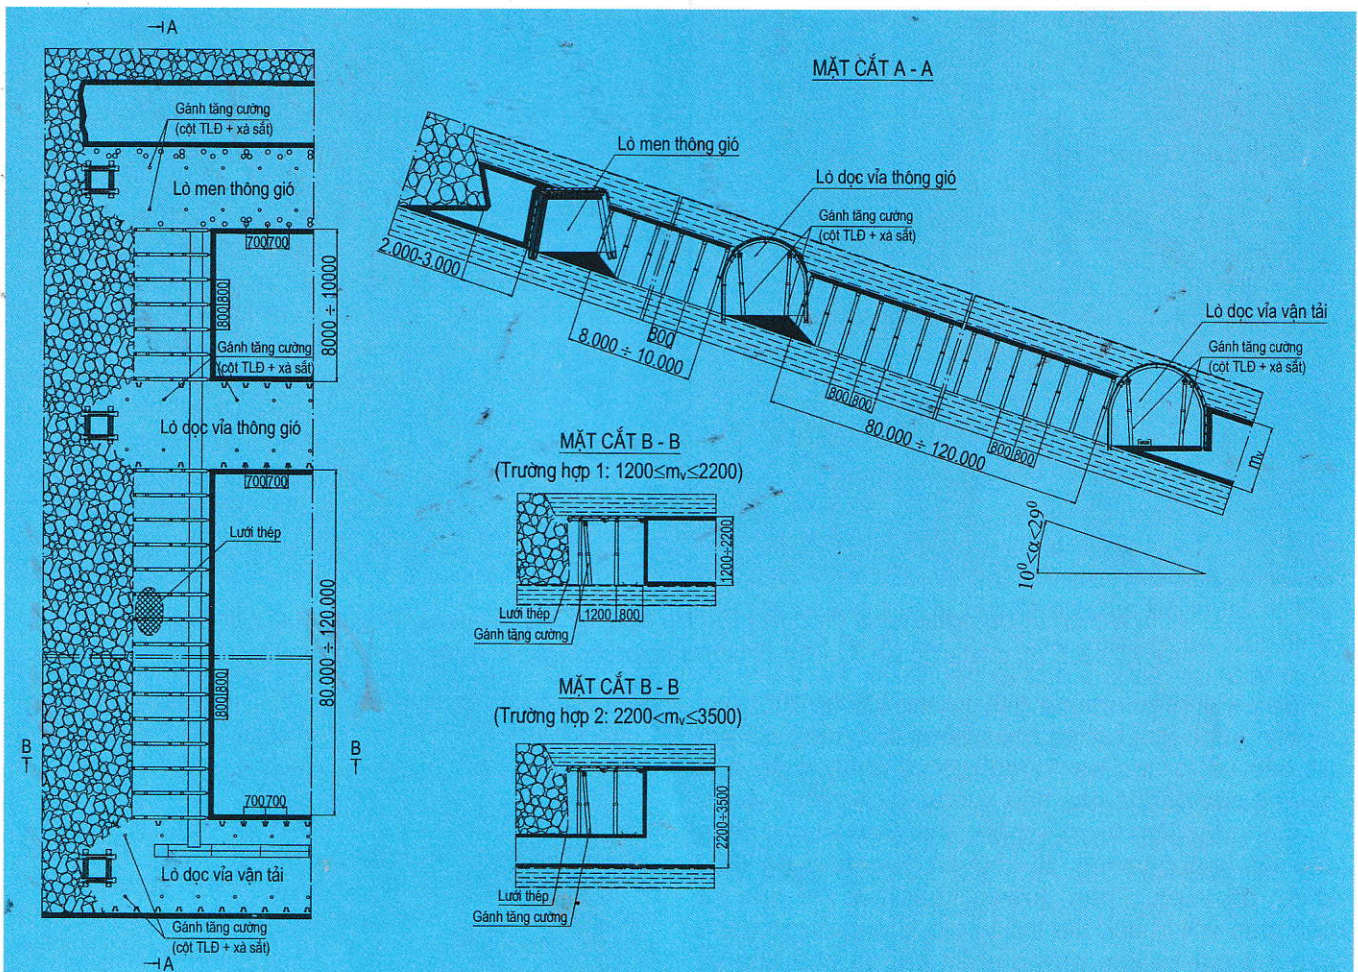 A
Gánh tăng cường
(cột TLĐ + xà sắt)
Lò men thông gió
700 700
800 800
8000 ÷ 10000
Gánh tăng cường
(cột TLĐ + xà sắt)
Lò dọc vỉa thông gió
700 700
Lưới thép
80.000 ÷ 120.000
800 800
B
B
700 700
Lò dọc vỉa vận tải
Gánh tăng cường
(cột TLĐ + xà sắt)
A
MẶT CẮT A - A
Lò men thông gió
Lò dọc vỉa thông gió
Gánh tăng cường
(cột TLĐ + xà sắt)
2.000-3.000
Lò dọc vỉa vận tải
Gánh tăng cường
(cột TLĐ + xà sắt)
800
8.000 ÷ 10.000
800 800
80.000 ÷ 120.000
800 800
mᵥ
10⁰<α<29⁰
MẶT CẮT B - B
(Trường hợp 1: 1200≤mᵥ≤2200)
1200÷2200
Lưới thép
1200 800
Gánh tăng cường
MẶT CẮT B - B
(Trường hợp 2: 2200<mᵥ≤3500)
2200÷3500
Lưới thép
Gánh tăng cường